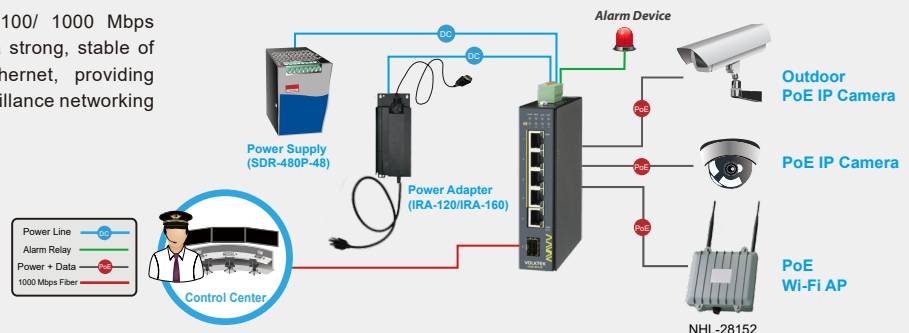 100/ 1000 Mbps
strong, stable of
hernet, providing
illance networking
Alarm Device
DC
DC
Power Supply
(SDR-480P-48)
Power Adapter
(IRA-120/IRA-160)
VOLKTEK
PoE
PoE
PoE
Outdoor
PoE IP Camera
PoE IP Camera
PoE
Wi-Fi AP
NHL-28152
Control Center
Power Line DC
Alarm Relay
Power + Data PoE
1000 Mbps Fiber